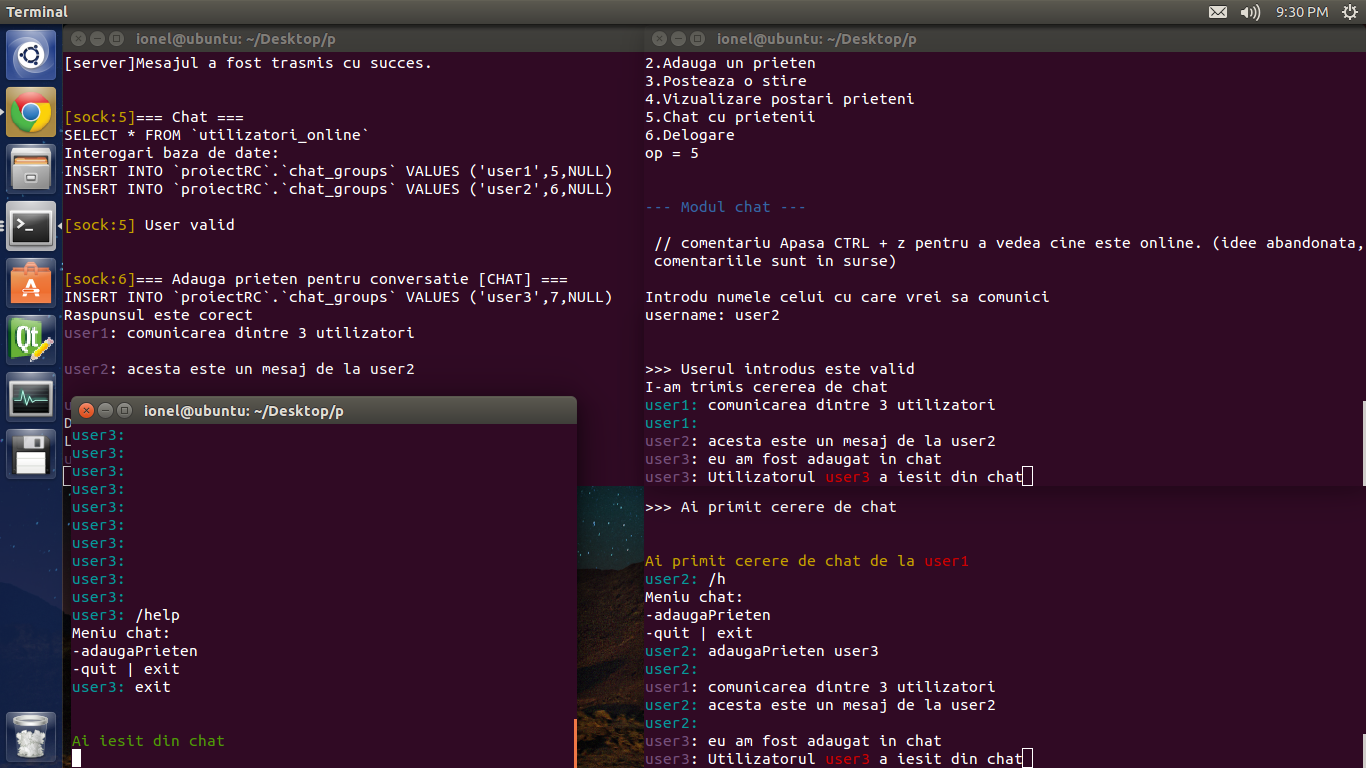 Terminal
9:30 PM
ionel@ubuntu: ~/Desktop/p
[server]Mesajul a fost trasmis cu succes.
[sock:5]=== Chat ===
SELECT * FROM `utilizatori_online`
Interogari baza de date:
INSERT INTO `proiectRC`.`chat_groups` VALUES ('user1',5,NULL)
INSERT INTO `proiectRC`.`chat_groups` VALUES ('user2',6,NULL)
[sock:5] User valid
[sock:6]=== Adauga prieten pentru conversatie [CHAT] ===
INSERT INTO `proiectRC`.`chat_groups` VALUES ('user3',7,NULL)
Raspunsul este corect
user1: comunicarea dintre 3 utilizatori
user2: acesta este un mesaj de la user2
ionel@ubuntu: ~/Desktop/p
user3:
user3:
user3:
user3:
user3:
user3:
user3:
user3:
user3:
user3:
user3: /help
Meniu chat:
-adaugaPrieten
-quit | exit
user3: exit
Ai iesit din chat
ionel@ubuntu: ~/Desktop/p
2.Adauga un prieten
3.Posteaza o stire
4.Vizualizare postari prieteni
5.Chat cu prietenii
6.Delogare
op = 5
--- Modul chat ---
// comentariu Apasa CTRL + z pentru a vedea cine este online. (idee abandonata,
comentariile sunt in surse)
Introdu numele celui cu care vrei sa comunici
username: user2
>>> Userul introdus este valid
I-am trimis cererea de chat
user1: comunicarea dintre 3 utilizatori
user1:
user2: acesta este un mesaj de la user2
user3: eu am fost adaugat in chat
user3: Utilizatorul user3 a iesit din chat
>>> Ai primit cerere de chat
Ai primit cerere de chat de la user1
user2: /h
Meniu chat:
-adaugaPrieten
-quit | exit
user2: adaugaPrieten user3
user2:
user1: comunicarea dintre 3 utilizatori
user2: acesta este un mesaj de la user2
user2:
user3: eu am fost adaugat in chat
user3: Utilizatorul user3 a iesit din chat